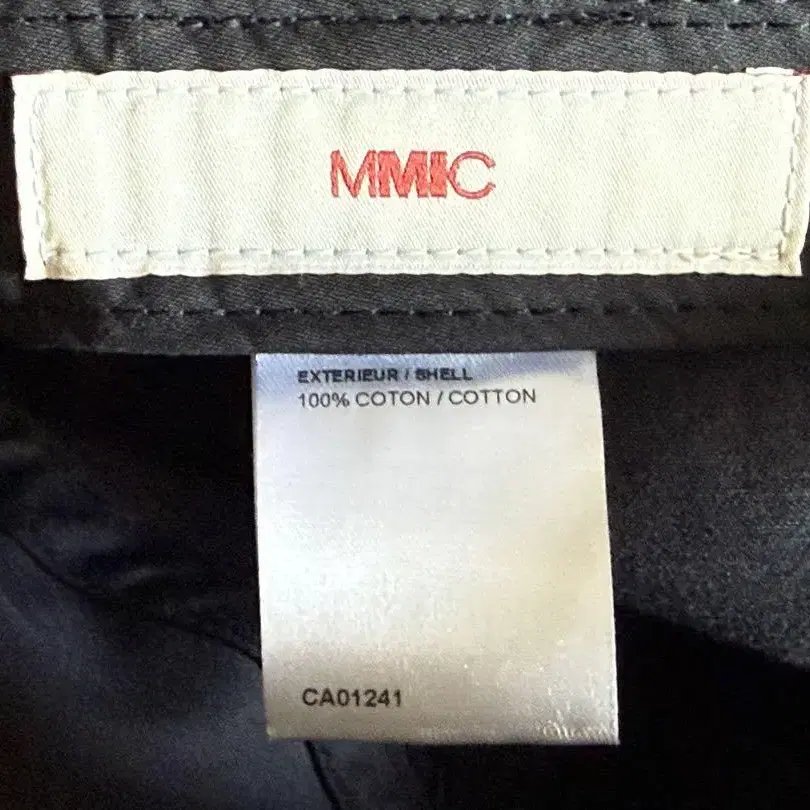 MMIC
EXTERIEUR / SHELL
100% COTON / COTTON
CA01241